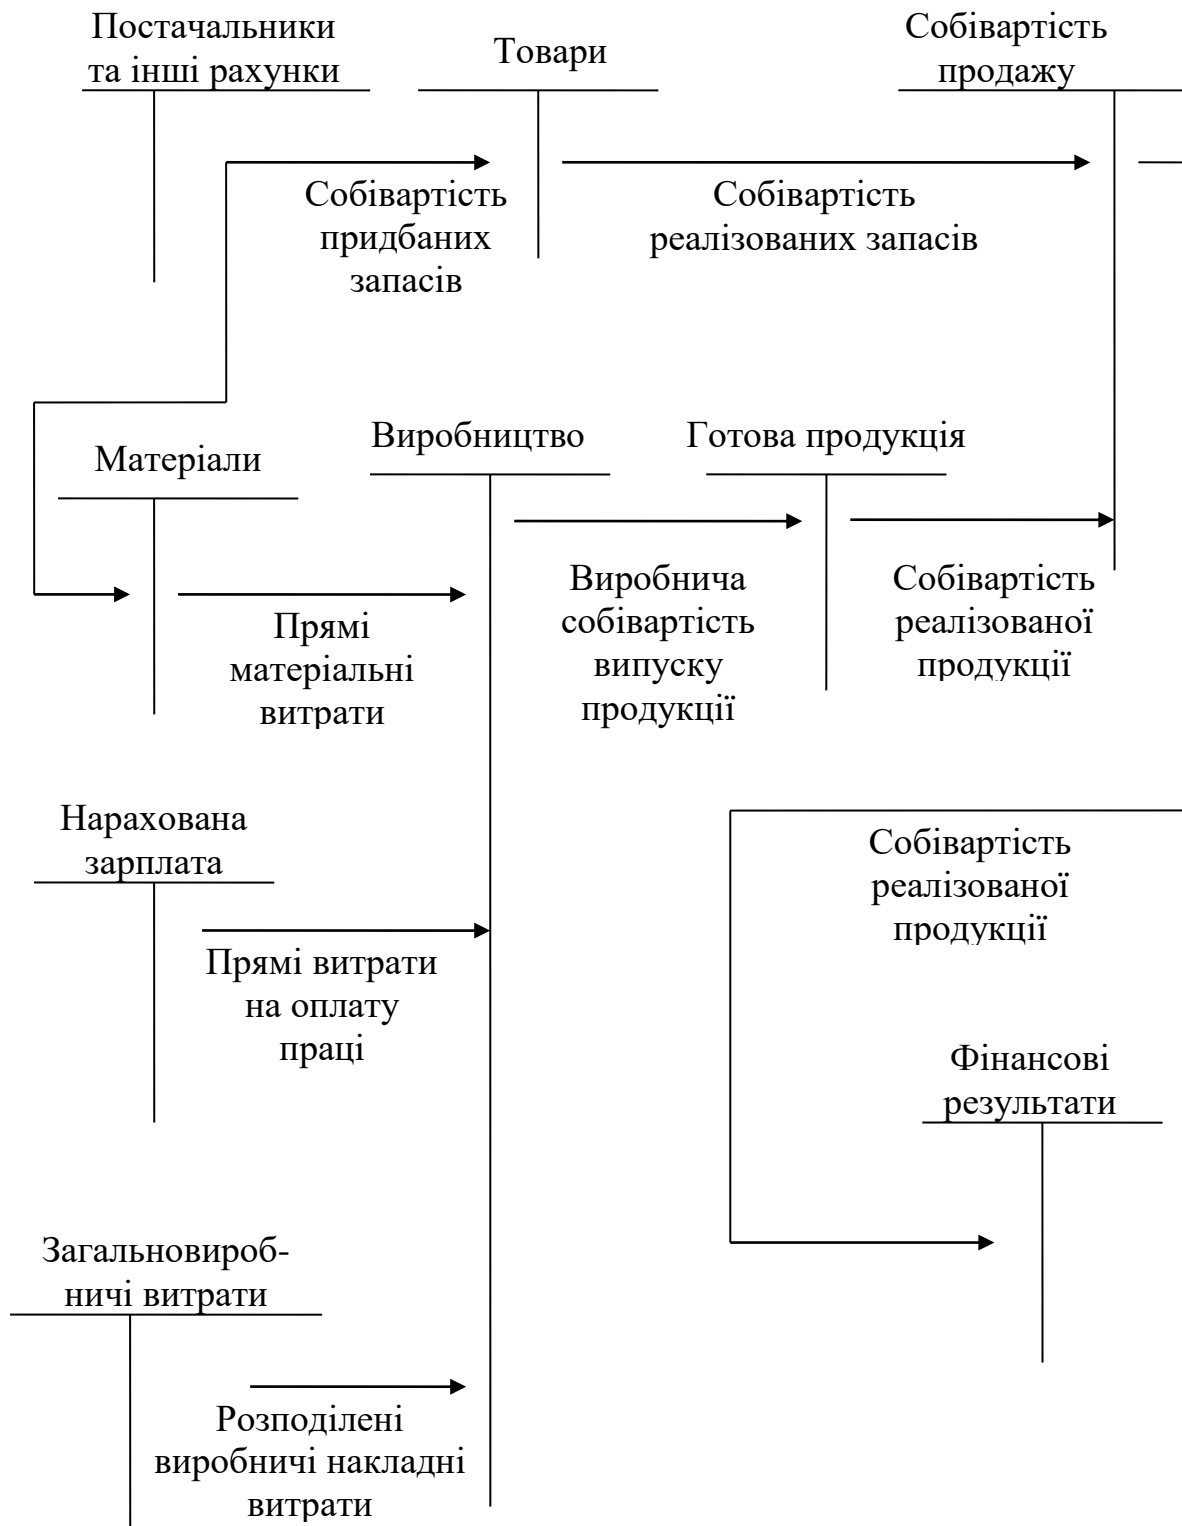 Постачальники
та інші рахунки
Товари
Собівартість
продажу
Собівартість
придбаних
запасів
Собівартість
реалізованих запасів
Матеріали
Виробництво
Готова продукція
Прямі
матеріальні
витрати
Виробнича
собівартість
випуску
продукції
Собівартість
реалізованої
продукції
Нарахована
зарплата
Прямі витрати
на оплату
праці
Собівартість
реалізованої
продукції
Фінансові
результати
Загальновироб-
ничі витрати
Розподілені
виробничі накладні
витрати